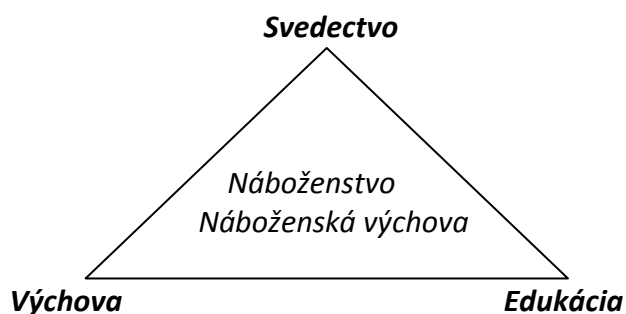 Svedectvo
Náboženstvo
Náboženská výchova
Výchova
Edukácia